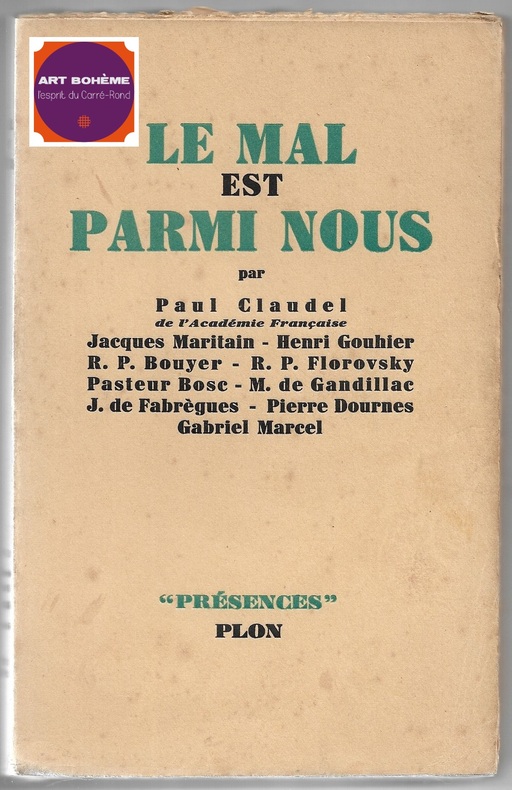 ART BOHÈME
l'esprit du Carré-Rond
LE MAL
EST
PARMI NOUS
par
Paul Claudel
de l'Académie Française
Jacques Maritain - Henri Gouhier
R. P. Bouyer - R. P. Florovsky
Pasteur Bosc - M. de Gandillac
J. de Fabrègues - Pierre Dournes
Gabriel Marcel
“PRÉSENCES”
PLON